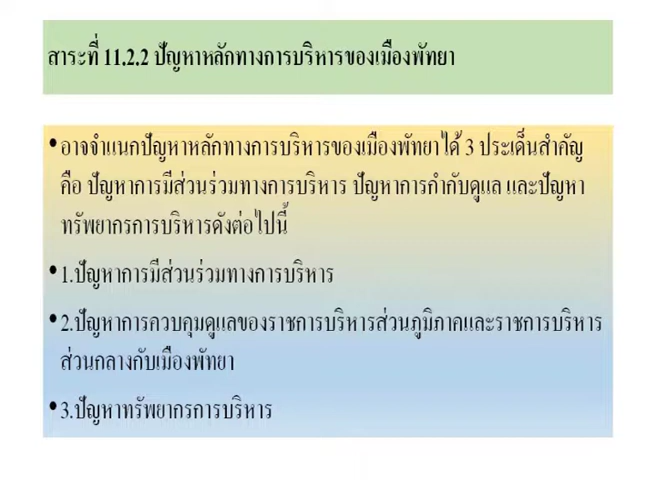 สาระที่ 11.2.2 ปัญหาหลักทางการบริหารของเมืองพัทยา
•อาจจำแนกปัญหาหลักทางการบริหารของเมืองพัทยาได้ 3 ประเด็นสำคัญ
คือ ปัญหาการมีส่วนร่วมทางการบริหาร ปัญหาการกำกับดูแล และปัญหา
ทรัพยากรการบริหารดังต่อไปนี้
•1.ปัญหาการมีส่วนร่วมทางการบริหาร
•2.ปัญหาการควบคุมดูแลของราชการบริหารส่วนภูมิภาคและราชการบริหาร
ส่วนกลางกับเมืองพัทยา
•3.ปัญหาทรัพยากรการบริหาร